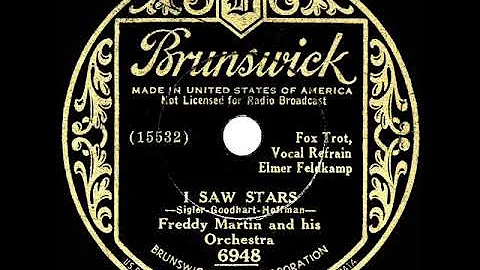 Brunswick
MADE IN UNITED STATES OF AMERICA
Not Licensed for Radio Broadcast
(15532)
Fox Trot,
Vocal Refrain
Elmer Feldkamp
I SAW STARS
—Sigler-Goodhart-Hoffman—
Freddy Martin and his
Orchestra
6948
BRUNSWICK